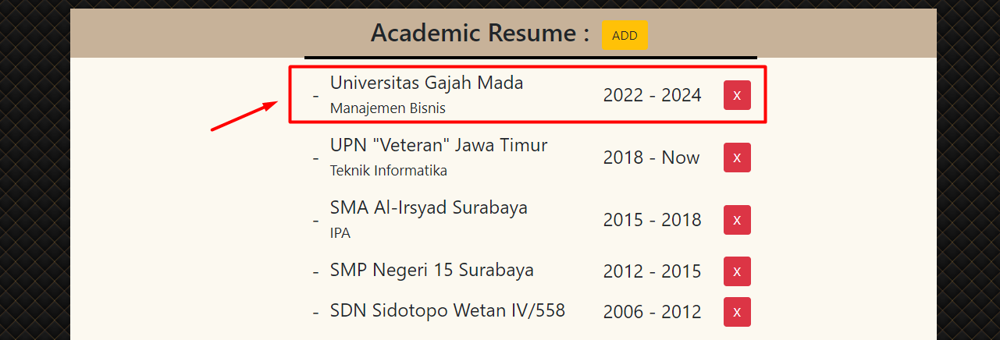 Academic Resume : ADD
- Universitas Gajah Mada 2022 - 2024 X
Manajemen Bisnis
- UPN "Veteran" Jawa Timur 2018 - Now X
Teknik Informatika
- SMA Al-Irsyad Surabaya 2015 - 2018 X
IPA
- SMP Negeri 15 Surabaya 2012 - 2015 X
- SDN Sidotopo Wetan IV/558 2006 - 2012 X